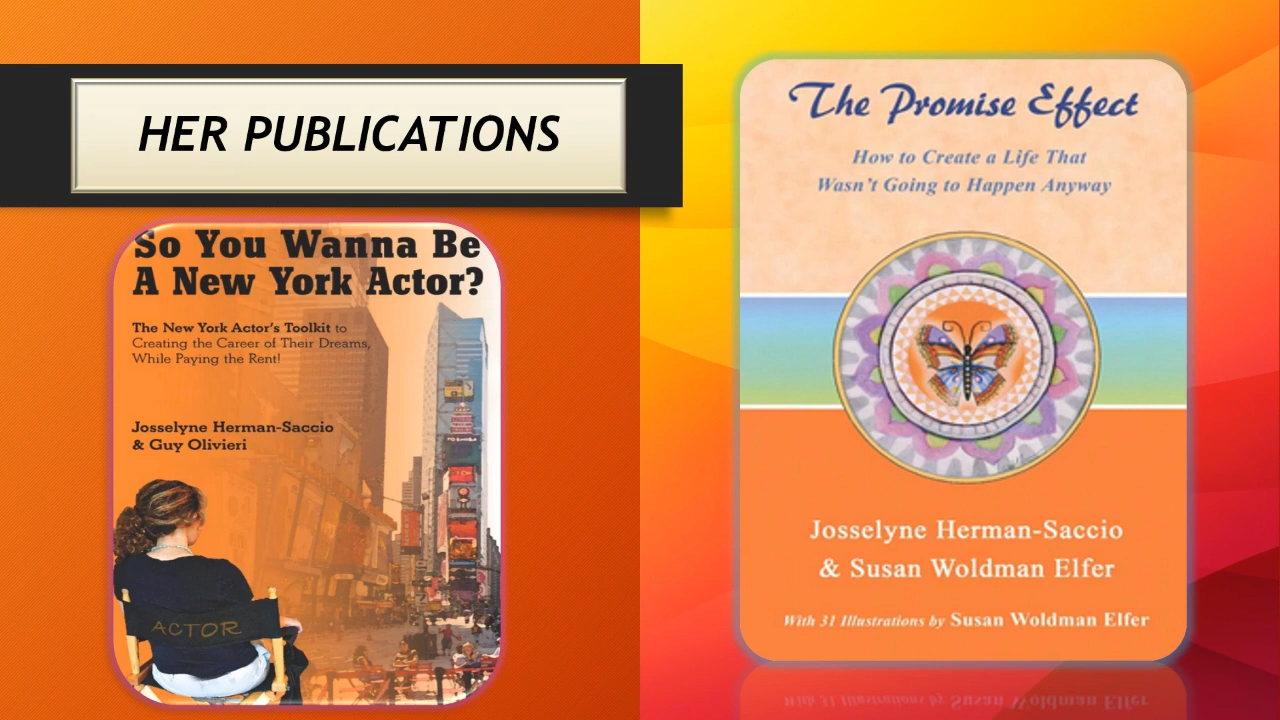 HER PUBLICATIONS
So You Wanna Be
A New York Actor?
The New York Actor's Toolkit to
Creating the Career of Their Dreams,
While Paying the Rent!
Josselyne Herman-Saccio
& Guy Olivieri
ACTOR
The Promise Effect
How to Create a Life That
Wasn't Going to Happen Anyway
Josselyne Herman-Saccio
& Susan Woldman Elfer
With 31 Illustrations by Susan Woldman Elfer